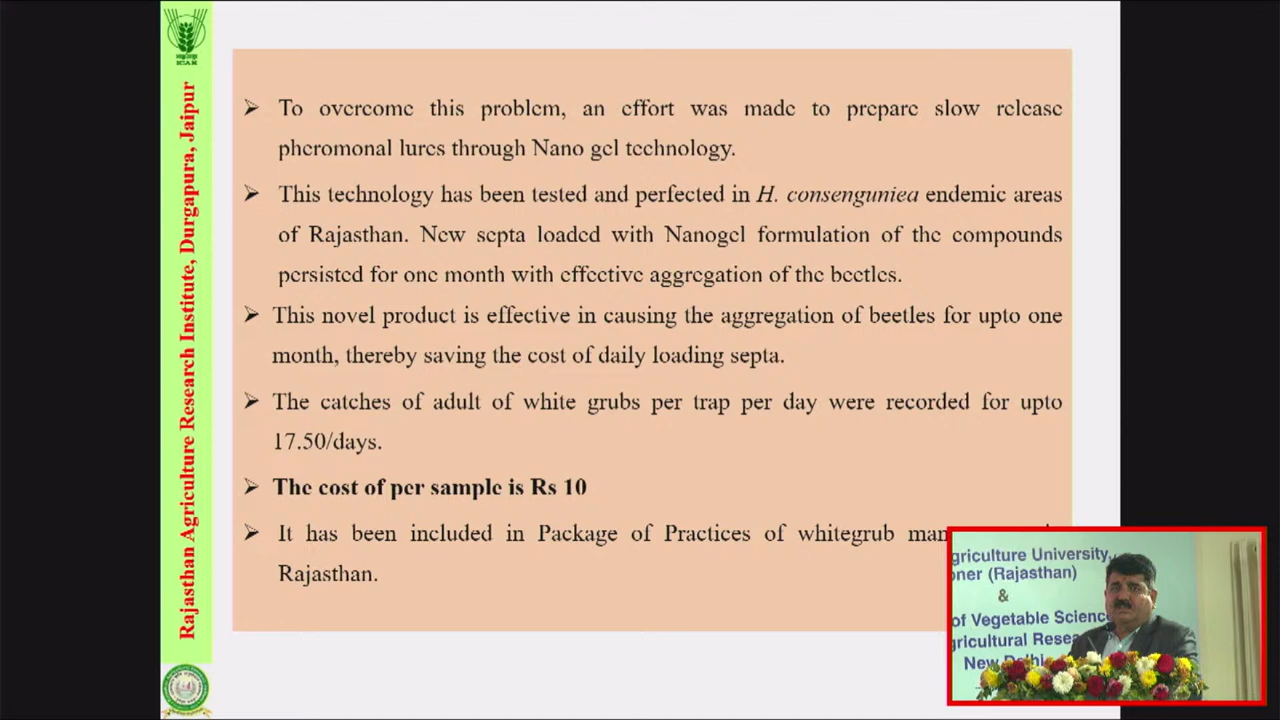 ICAR
Rajasthan Agriculture Research Institute, Durgapura, Jaipur
➢ To overcome this problem, an effort was made to prepare slow release
pheromonal lures through Nano gel technology.
➢ This technology has been tested and perfected in H. consenguniea endemic areas
of Rajasthan. New septa loaded with Nanogel formulation of the compounds
persisted for one month with effective aggregation of the beetles.
➢ This novel product is effective in causing the aggregation of beetles for upto one
month, thereby saving the cost of daily loading septa.
➢ The catches of adult of white grubs per trap per day were recorded for upto
17.50/days.
➢ The cost of per sample is Rs 10
➢ It has been included in Package of Practices of whitegrub man
Rajasthan.
griculture University,
oner (Rajasthan)
&
of Vegetable Science
gricultural Resea
New Delhi